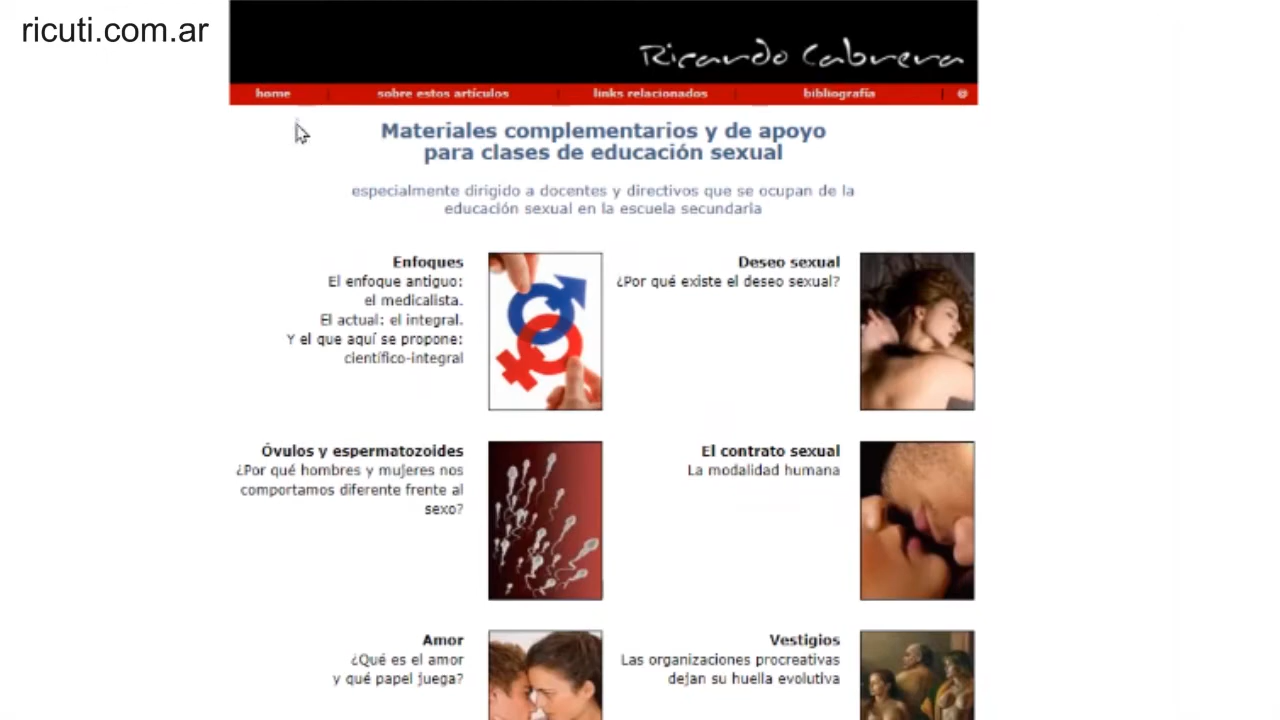 ricuti.com.ar
Ricardo Cabrera
home | sobre estos artículos | links relacionados | bibliografía | @
Materiales complementarios y de apoyo
para clases de educación sexual
especialmente dirigido a docentes y directivos que se ocupan de la
educación sexual en la escuela secundaria
Enfoques
El enfoque antiguo:
el medicalista.
El actual: el integral.
Y el que aquí se propone:
científico-integral
Deseo sexual
¿Por qué existe el deseo sexual?
Óvulos y espermatozoides
¿Por qué hombres y mujeres nos
comportamos diferente frente al
sexo?
El contrato sexual
La modalidad humana
Amor
¿Qué es el amor
y qué papel juega?
Vestigios
Las organizaciones procreativas
dejan su huella evolutiva